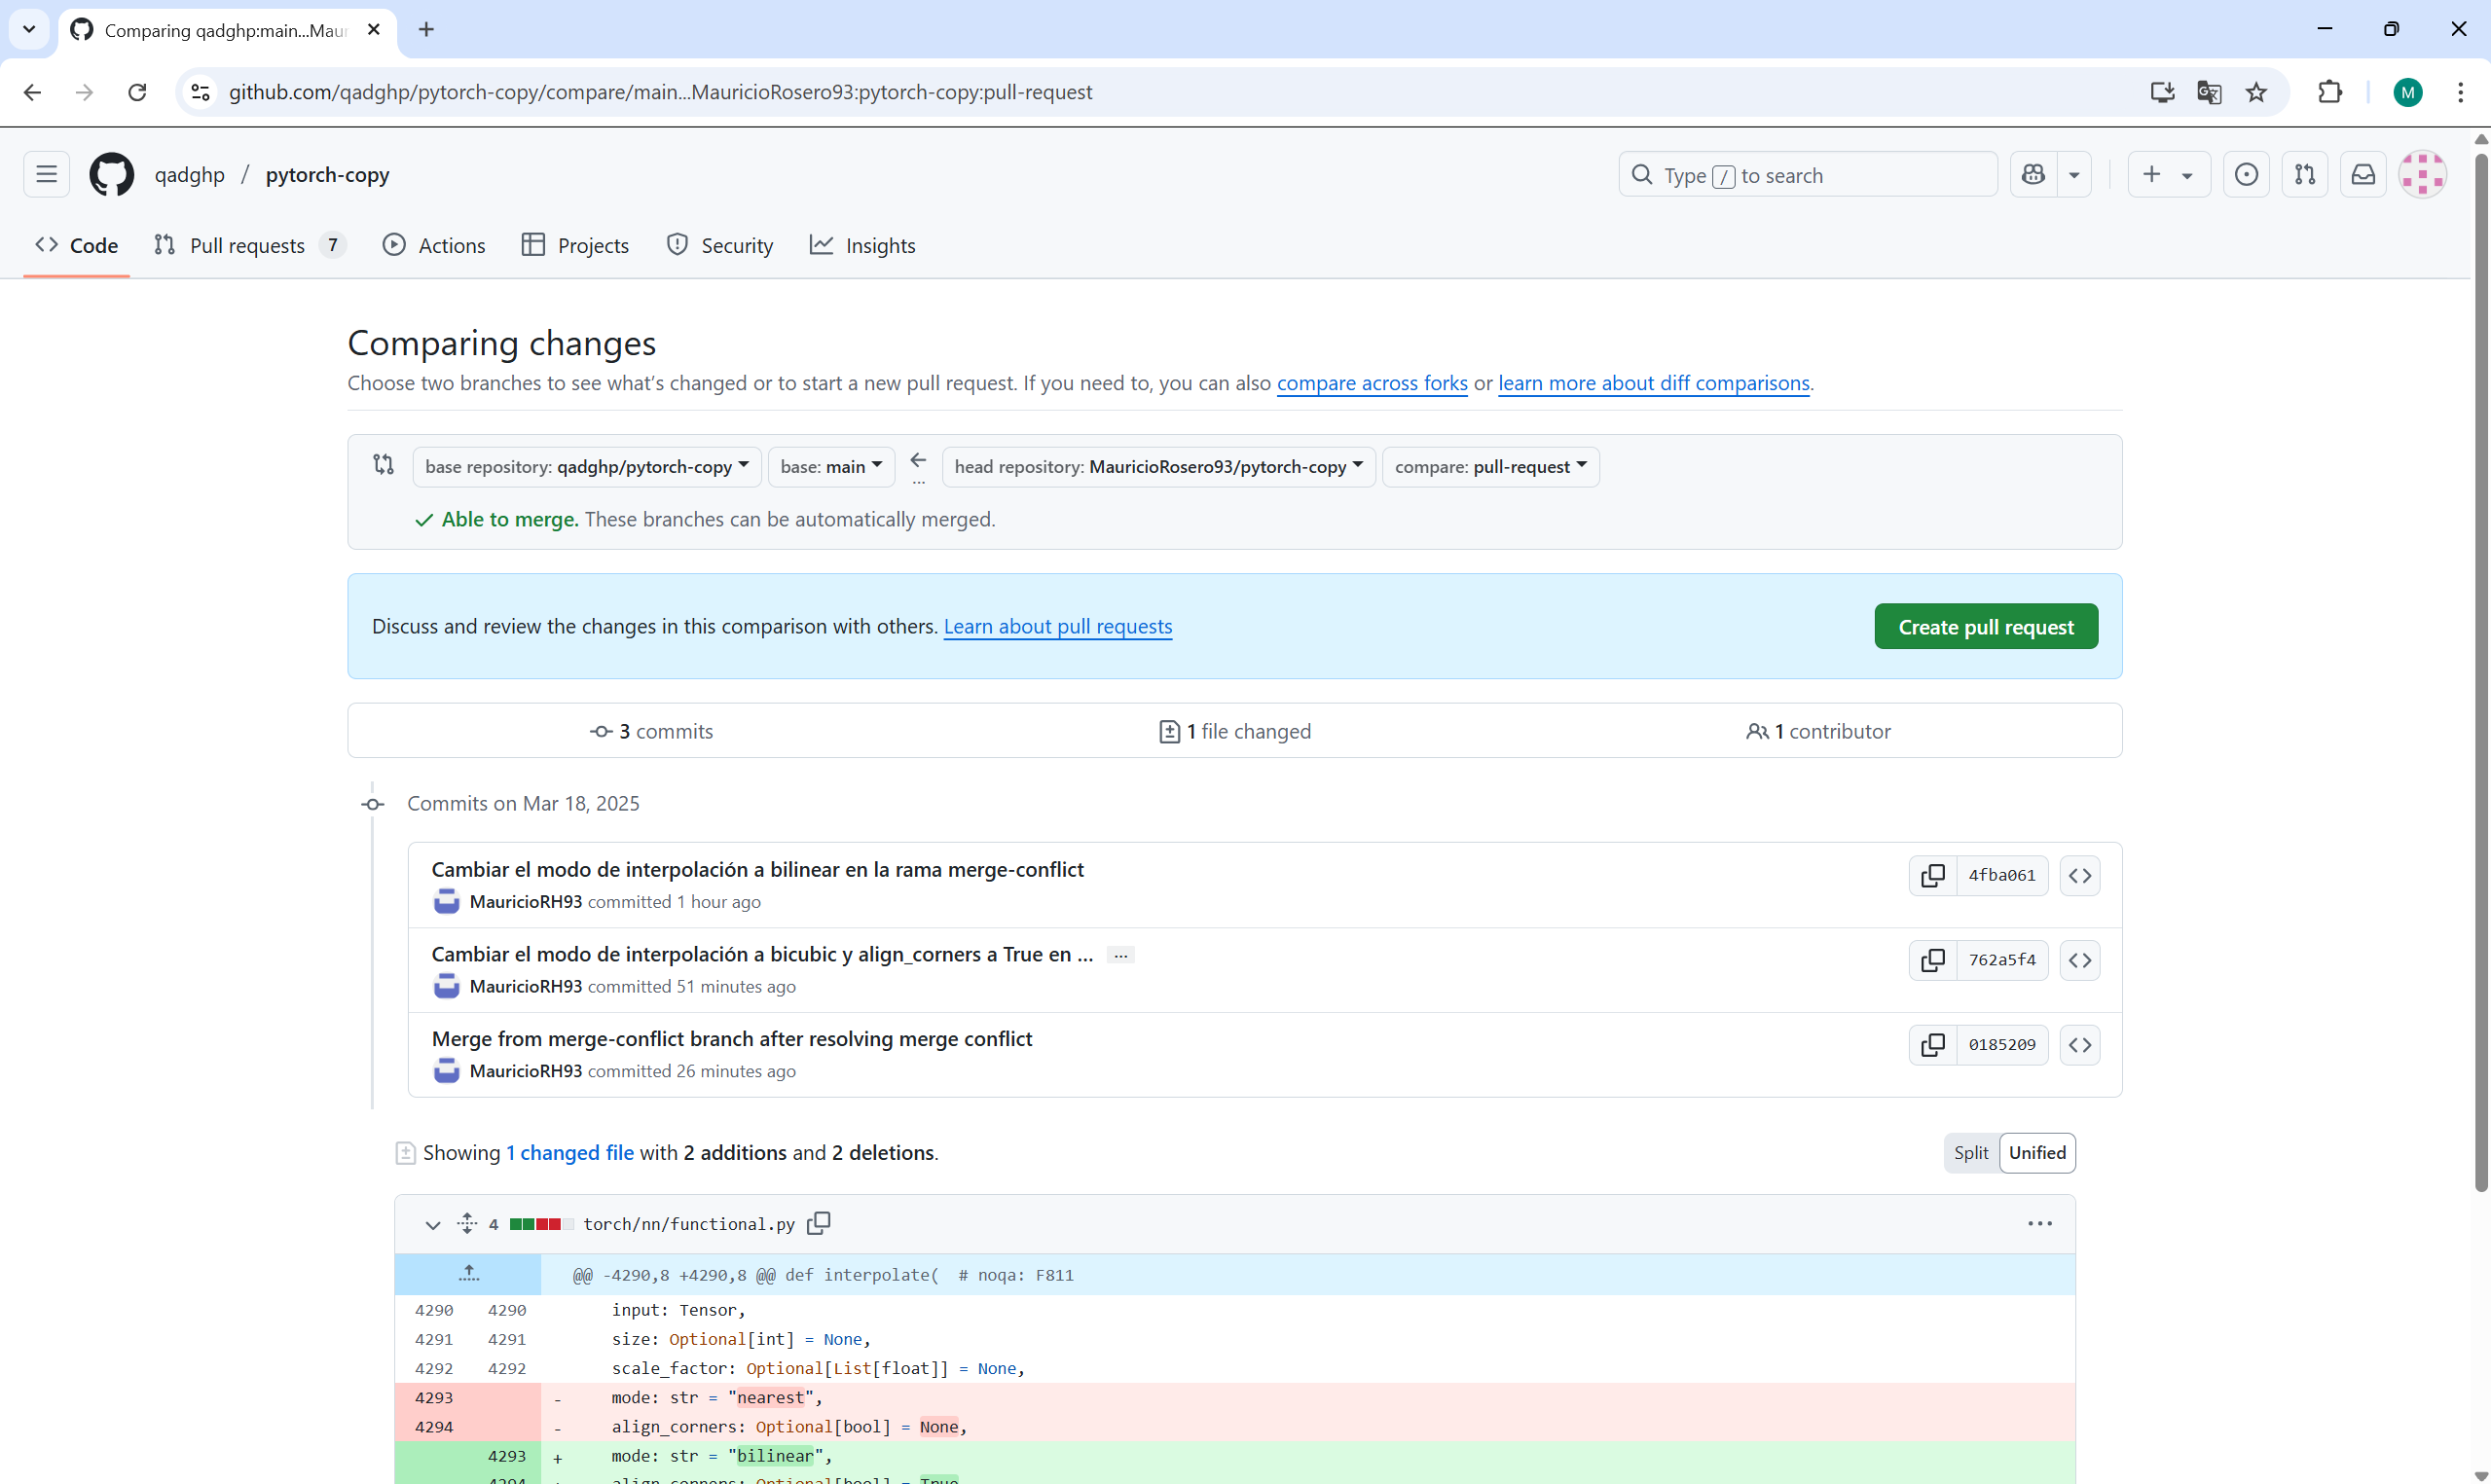 Comparing qadghp:main...Maur
github.com/qadghp/pytorch-copy/compare/main...MauricioRosero93:pytorch-copy:pull-request
M
qadghp / pytorch-copy
Type / to search
Code
Pull requests 7
Actions
Projects
Security
Insights
Comparing changes
Choose two branches to see what's changed or to start a new pull request. If you need to, you can also compare across forks or learn more about diff comparisons.
base repository: qadghp/pytorch-copy base: main ... head repository: MauricioRosero93/pytorch-copy compare: pull-request
Able to merge. These branches can be automatically merged.
Discuss and review the changes in this comparison with others. Learn about pull requests
Create pull request
3 commits
1 file changed
1 contributor
Commits on Mar 18, 2025
Cambiar el modo de interpolación a bilinear en la rama merge-conflict
MauricioRH93 committed 1 hour ago
4fba061
Cambiar el modo de interpolación a bicubic y align_corners a True en ... ...
MauricioRH93 committed 51 minutes ago
762a5f4
Merge from merge-conflict branch after resolving merge conflict
MauricioRH93 committed 26 minutes ago
0185209
Showing 1 changed file with 2 additions and 2 deletions.
Split Unified
4 torch/nn/functional.py
@@ -4290,8 +4290,8 @@ def interpolate(  # noqa: F811
4290 4290 input: Tensor,
4291 4291 size: Optional[int] = None,
4292 4292 scale_factor: Optional[List[float]] = None,
4293 - mode: str = "nearest",
4294 - align_corners: Optional[bool] = None,
4293 + mode: str = "bilinear",
4294 + align_corners: Optional[bool] = True